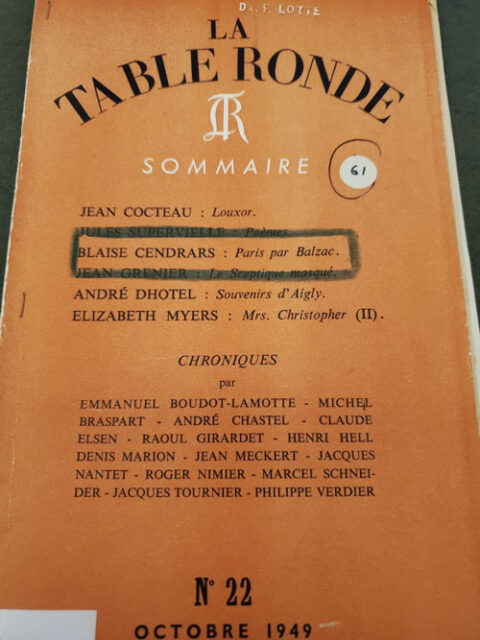 Dr. F. LOTTE
LA
TABLE RONDE
TR
SOMMAIRE
61
JEAN COCTEAU : Louxor.
JULES SUPERVIELLE : Poèmes.
BLAISE CENDRARS : Paris par Balzac.
JEAN GRENIER : Le Sceptique masqué.
ANDRÉ DHOTEL : Souvenirs d'Aigly.
ELIZABETH MYERS : Mrs. Christopher (II).
CHRONIQUES
par
EMMANUEL BOUDOT-LAMOTTE - MICHEL
BRASPART - ANDRÉ CHASTEL - CLAUDE
ELSEN - RAOUL GIRARDET - HENRI HELL
DENIS MARION - JEAN MECKERT - JACQUES
NANTET - ROGER NIMIER - MARCEL SCHNEI-
DER - JACQUES TOURNIER - PHILIPPE VERDIER
N° 22
OCTOBRE 1949